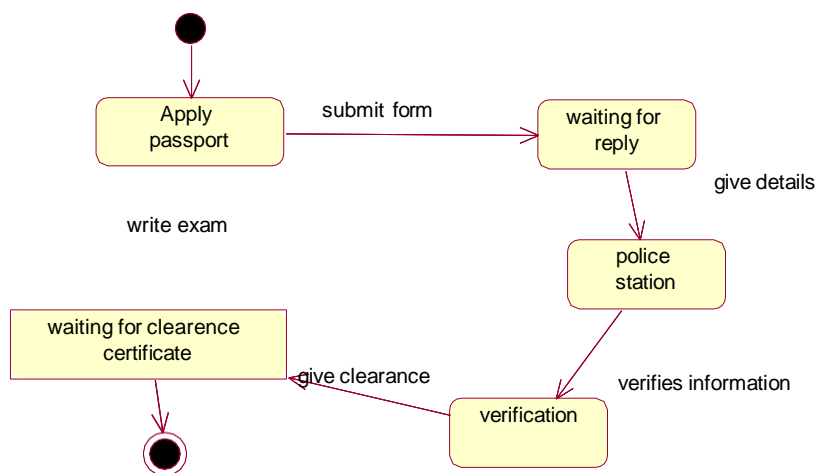 Apply
passport
submit form
waiting for
reply
give details
write exam
police
station
waiting for clearence
certificate
give clearance
verifies information
verification